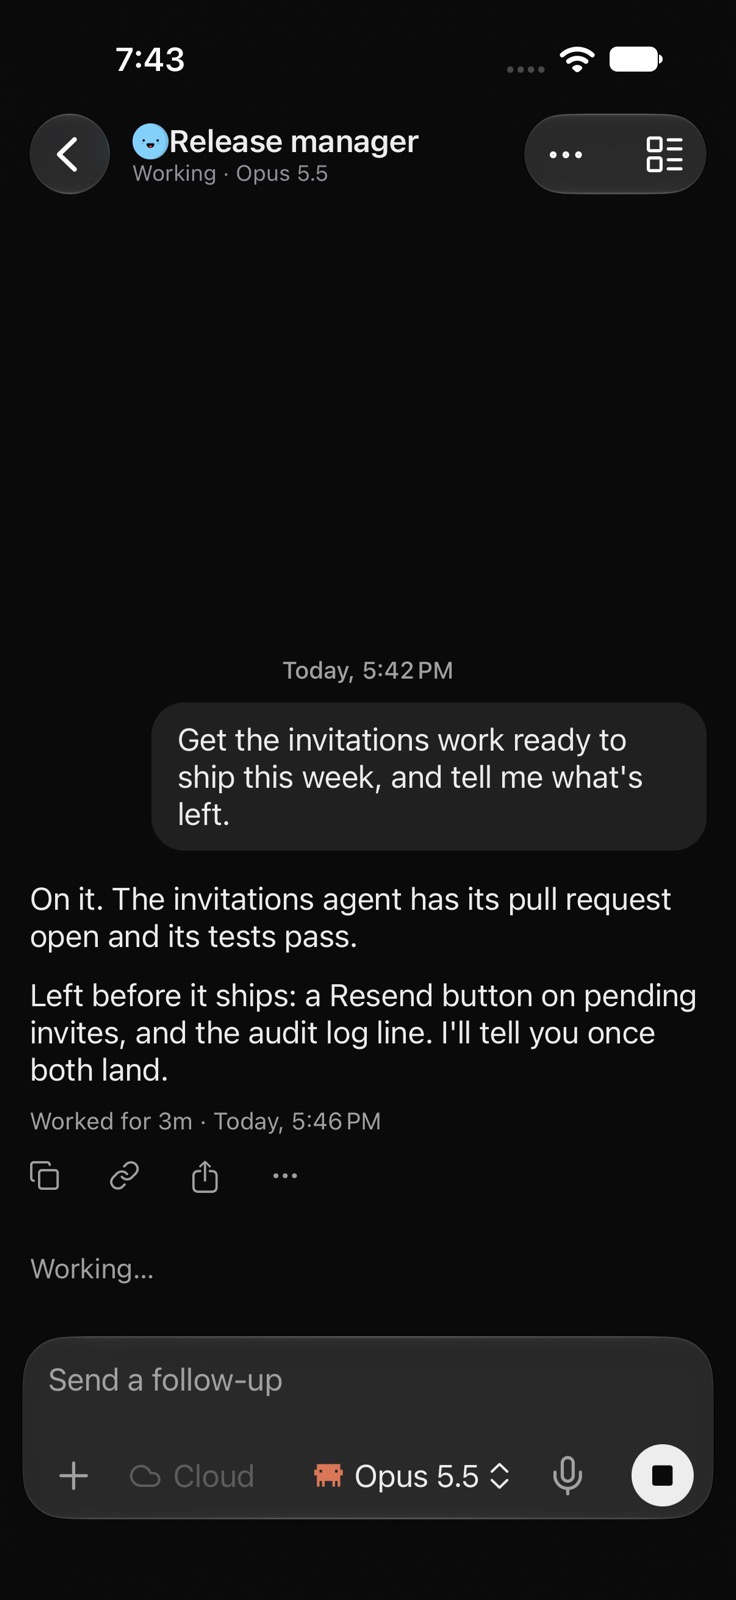 7:43
Release manager
Working · Opus 5.5
Today, 5:42 PM
Get the invitations work ready to
ship this week, and tell me what's
left.
On it. The invitations agent has its pull request
open and its tests pass.
Left before it ships: a Resend button on pending
invites, and the audit log line. I'll tell you once
both land.
Worked for 3m · Today, 5:46 PM
Working...
Send a follow-up
Cloud
Opus 5.5